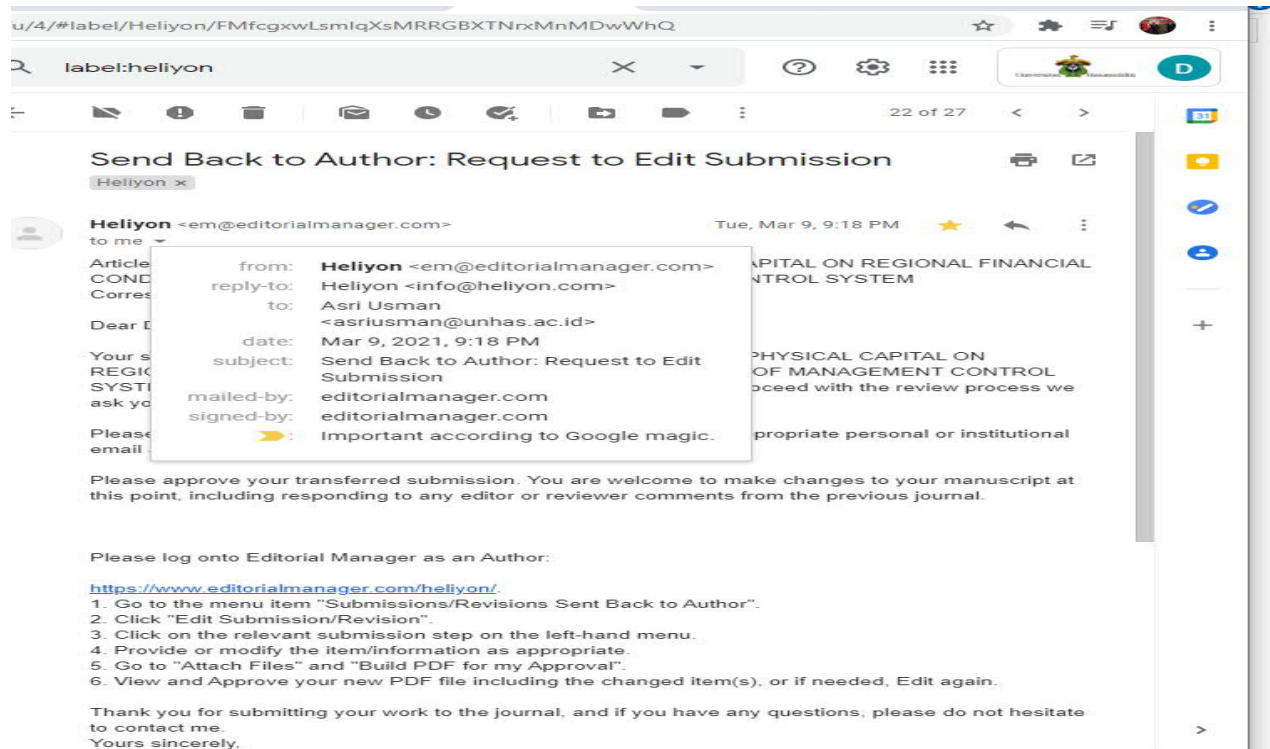 u/4/#label/Heliyon/FMfcgxwLsmlqXsMRRGBXTNrxMnMDwWhQ
label:heliyon
D
22 of 27
31
Send Back to Author: Request to Edit Submission
Heliyon ×
Heliyon <em@editorialmanager.com> Tue, Mar 9, 9:18 PM
to me
Article APITAL ON REGIONAL FINANCIAL
COND NTROL SYSTEM
Corres
Dear D
Your s PHYSICAL CAPITAL ON
REGIO OF MANAGEMENT CONTROL
SYSTE oceed with the review process we
ask yo
Please propriate personal or institutional
email
from: Heliyon <em@editorialmanager.com>
reply-to: Heliyon <info@heliyon.com>
to: Asri Usman
<asriusman@unhas.ac.id>
date: Mar 9, 2021, 9:18 PM
subject: Send Back to Author: Request to Edit
Submission
mailed-by: editorialmanager.com
signed-by: editorialmanager.com
: Important according to Google magic.
Please approve your transferred submission. You are welcome to make changes to your manuscript at
this point, including responding to any editor or reviewer comments from the previous journal.
Please log onto Editorial Manager as an Author:
https://www.editorialmanager.com/heliyon/.
1. Go to the menu item "Submissions/Revisions Sent Back to Author".
2. Click "Edit Submission/Revision".
3. Click on the relevant submission step on the left-hand menu.
4. Provide or modify the item/information as appropriate.
5. Go to "Attach Files" and "Build PDF for my Approval".
6. View and Approve your new PDF file including the changed item(s), or if needed, Edit again.
Thank you for submitting your work to the journal, and if you have any questions, please do not hesitate
to contact me.
Yours sincerely,